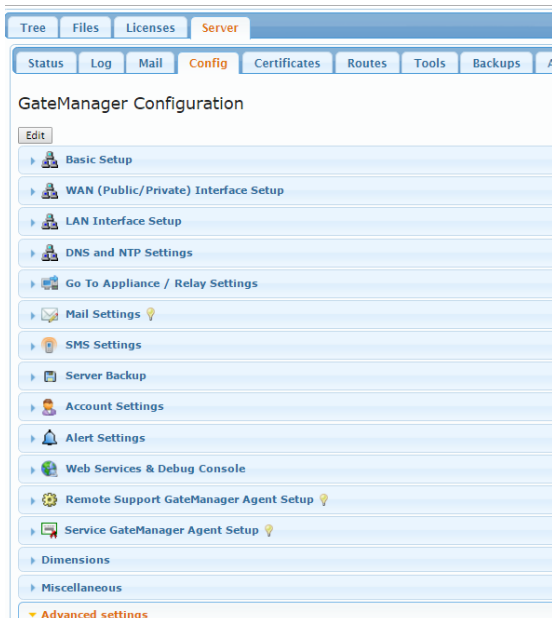 Tree Files Licenses Server
Status Log Mail Config Certificates Routes Tools Backups
GateManager Configuration
Edit
Basic Setup
WAN (Public/Private) Interface Setup
LAN Interface Setup
DNS and NTP Settings
Go To Appliance / Relay Settings
Mail Settings
SMS Settings
Server Backup
Account Settings
Alert Settings
Web Services & Debug Console
Remote Support GateManager Agent Setup
Service GateManager Agent Setup
Dimensions
Miscellaneous
Advanced settings